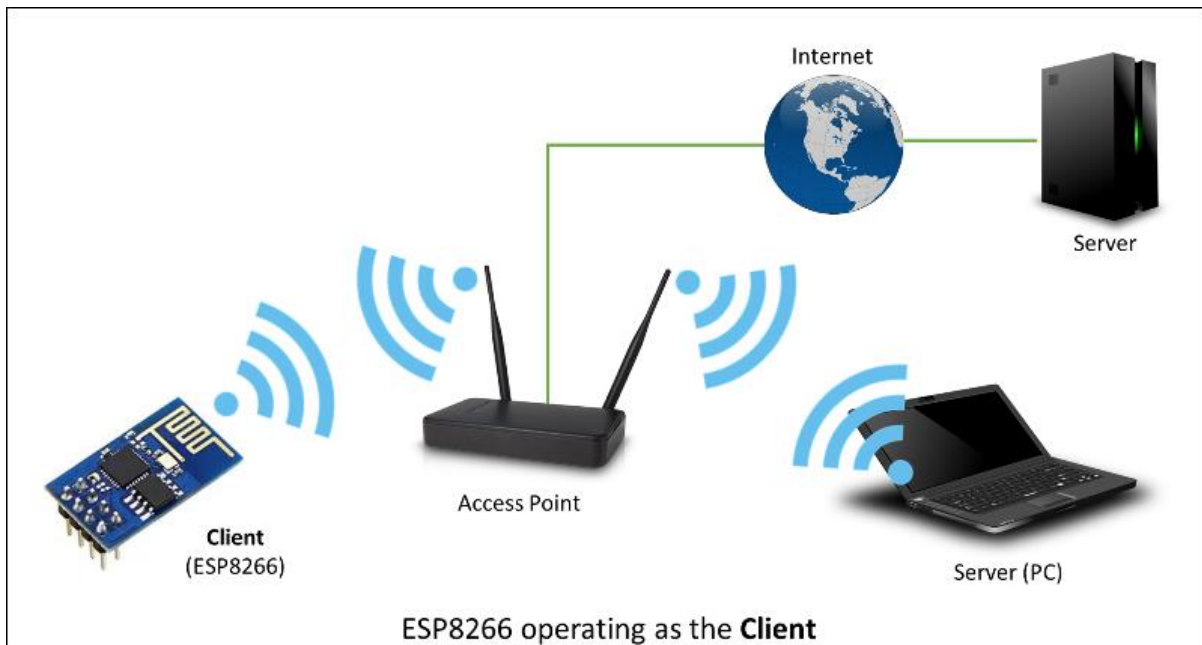 Internet
Server
Access Point
Client
(ESP8266)
Server (PC)
ESP8266 operating as the Client